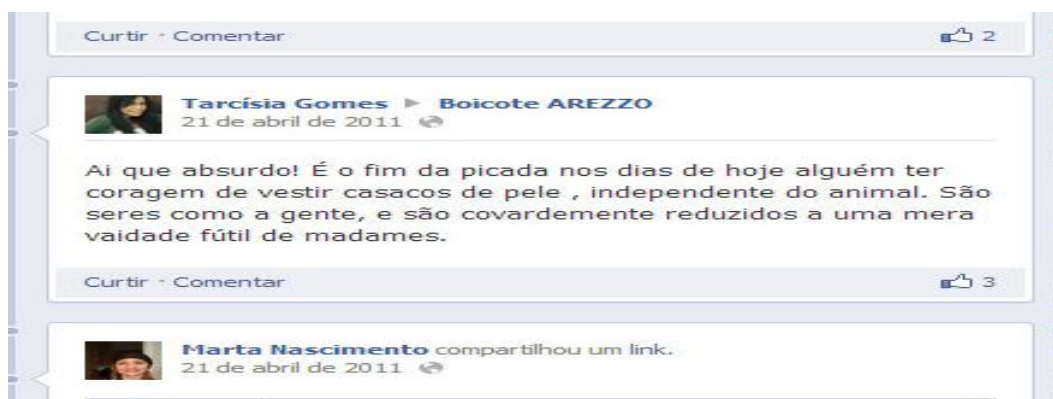 Curtir · Comentar 2
Tarcísia Gomes ▶ Boicote AREZZO
21 de abril de 2011
Ai que absurdo! É o fim da picada nos dias de hoje alguém ter
coragem de vestir casacos de pele , independente do animal. São
seres como a gente, e são covardemente reduzidos a uma mera
vaidade fútil de madames.
Curtir · Comentar 3
Marta Nascimento compartilhou um link.
21 de abril de 2011